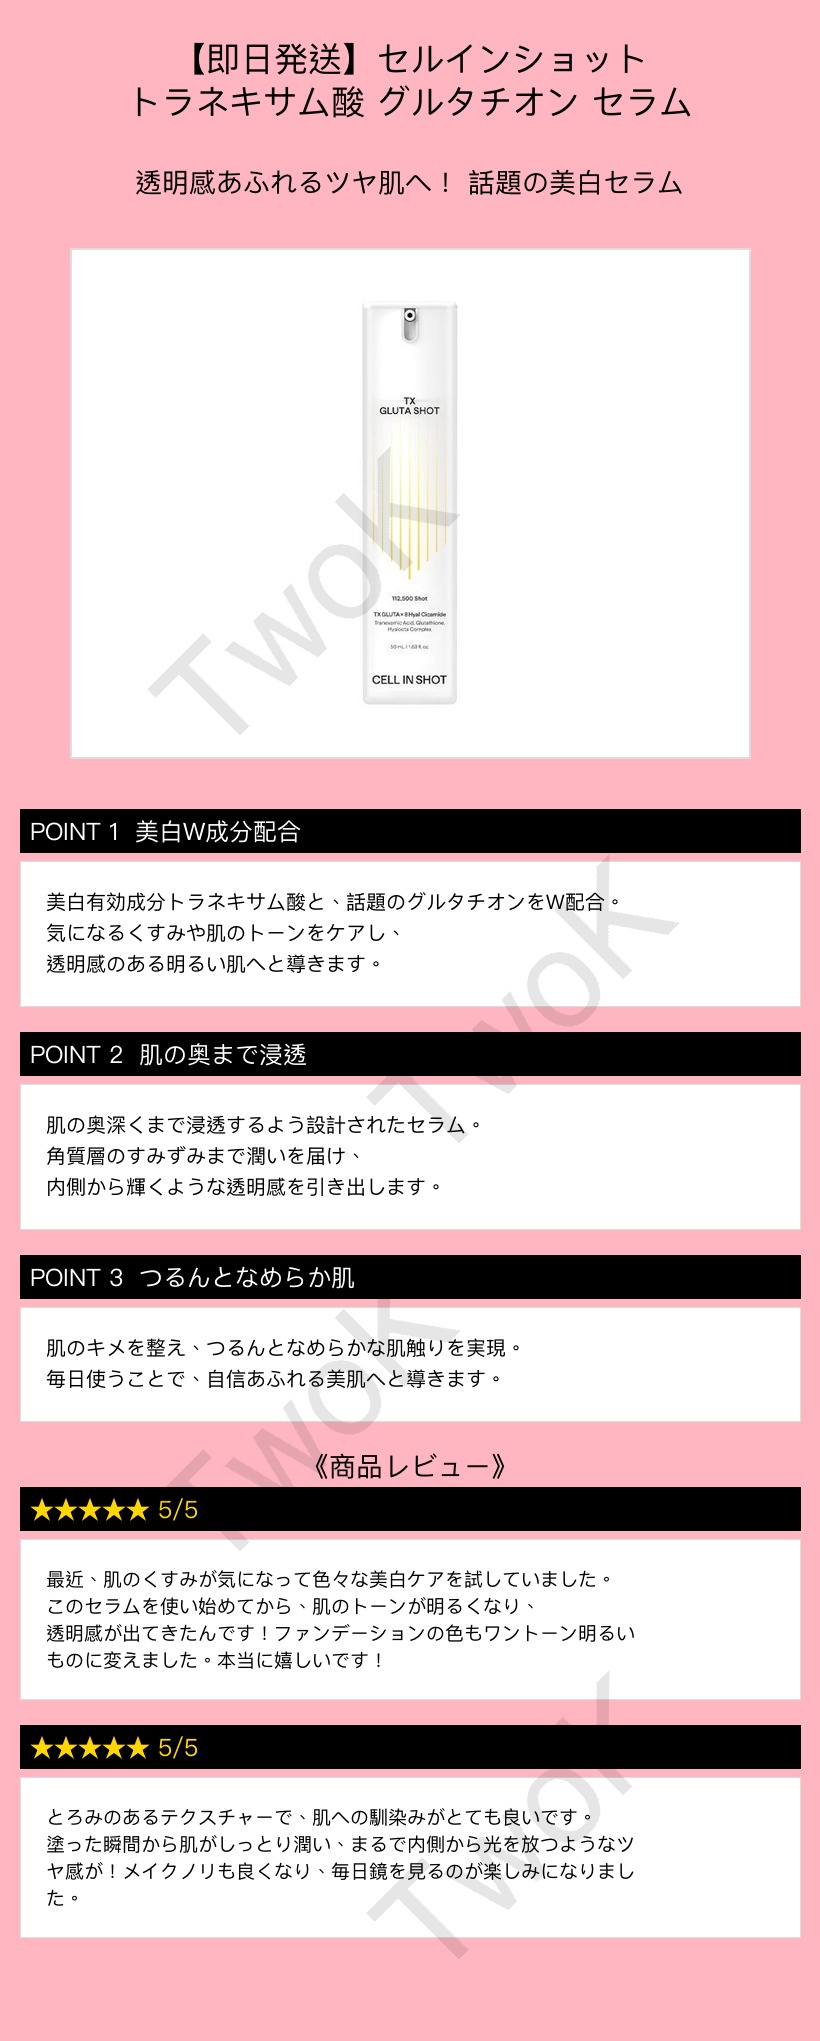 【即日発送】セルインショット
トラネキサム酸 グルタチオン セラム
透明感あふれるツヤ肌へ！ 話題の美白セラム
TX
GLUTA SHOT
112,500 Shot
TX GLUTA × 8 Hyal Cicamide
Tranexamic Acid, Glutathione,
Hyalocta Complex
50 mL / 1.69 fl. oz
CELL IN SHOT
TwoK
POINT 1 美白W成分配合
美白有効成分トラネキサム酸と、話題のグルタチオンをW配合。
気になるくすみや肌のトーンをケアし、
透明感のある明るい肌へと導きます。
TwoK
POINT 2 肌の奥まで浸透
肌の奥深くまで浸透するよう設計されたセラム。
角質層のすみずみまで潤いを届け、
内側から輝くような透明感を引き出します。
POINT 3 つるんとなめらか肌
肌のキメを整え、つるんとなめらかな肌触りを実現。
毎日使うことで、自信あふれる美肌へと導きます。
TwoK
《商品レビュー》
★★★★★ 5/5
最近、肌のくすみが気になって色々な美白ケアを試していました。
このセラムを使い始めてから、肌のトーンが明るくなり、
透明感が出てきたんです！ファンデーションの色もワントーン明るい
ものに変えました。本当に嬉しいです！
★★★★★ 5/5
とろみのあるテクスチャーで、肌への馴染みがとても良いです。
塗った瞬間から肌がしっとり潤い、まるで内側から光を放つようなツ
ヤ感が！メイクノリも良くなり、毎日鏡を見るのが楽しみになりまし
た。
TwoK